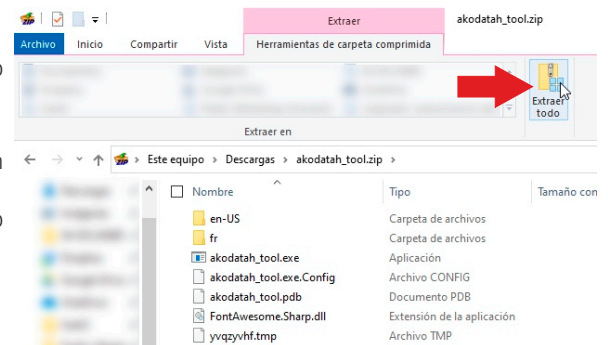 ZIP
Extraer
akodatah_tool.zip
Archivo
Inicio
Compartir
Vista
Herramientas de carpeta comprimida
Extraer
todo
Extraer en
Este equipo > Descargas > akodatah_tool.zip >
Nombre
Tipo
Tamaño con
en-US
Carpeta de archivos
fr
Carpeta de archivos
akodatah_tool.exe
Aplicación
akodatah_tool.exe.Config
Archivo CONFIG
akodatah_tool.pdb
Documento PDB
FontAwesome.Sharp.dll
Extensión de la aplicación
yvqzyvhf.tmp
Archivo TMP